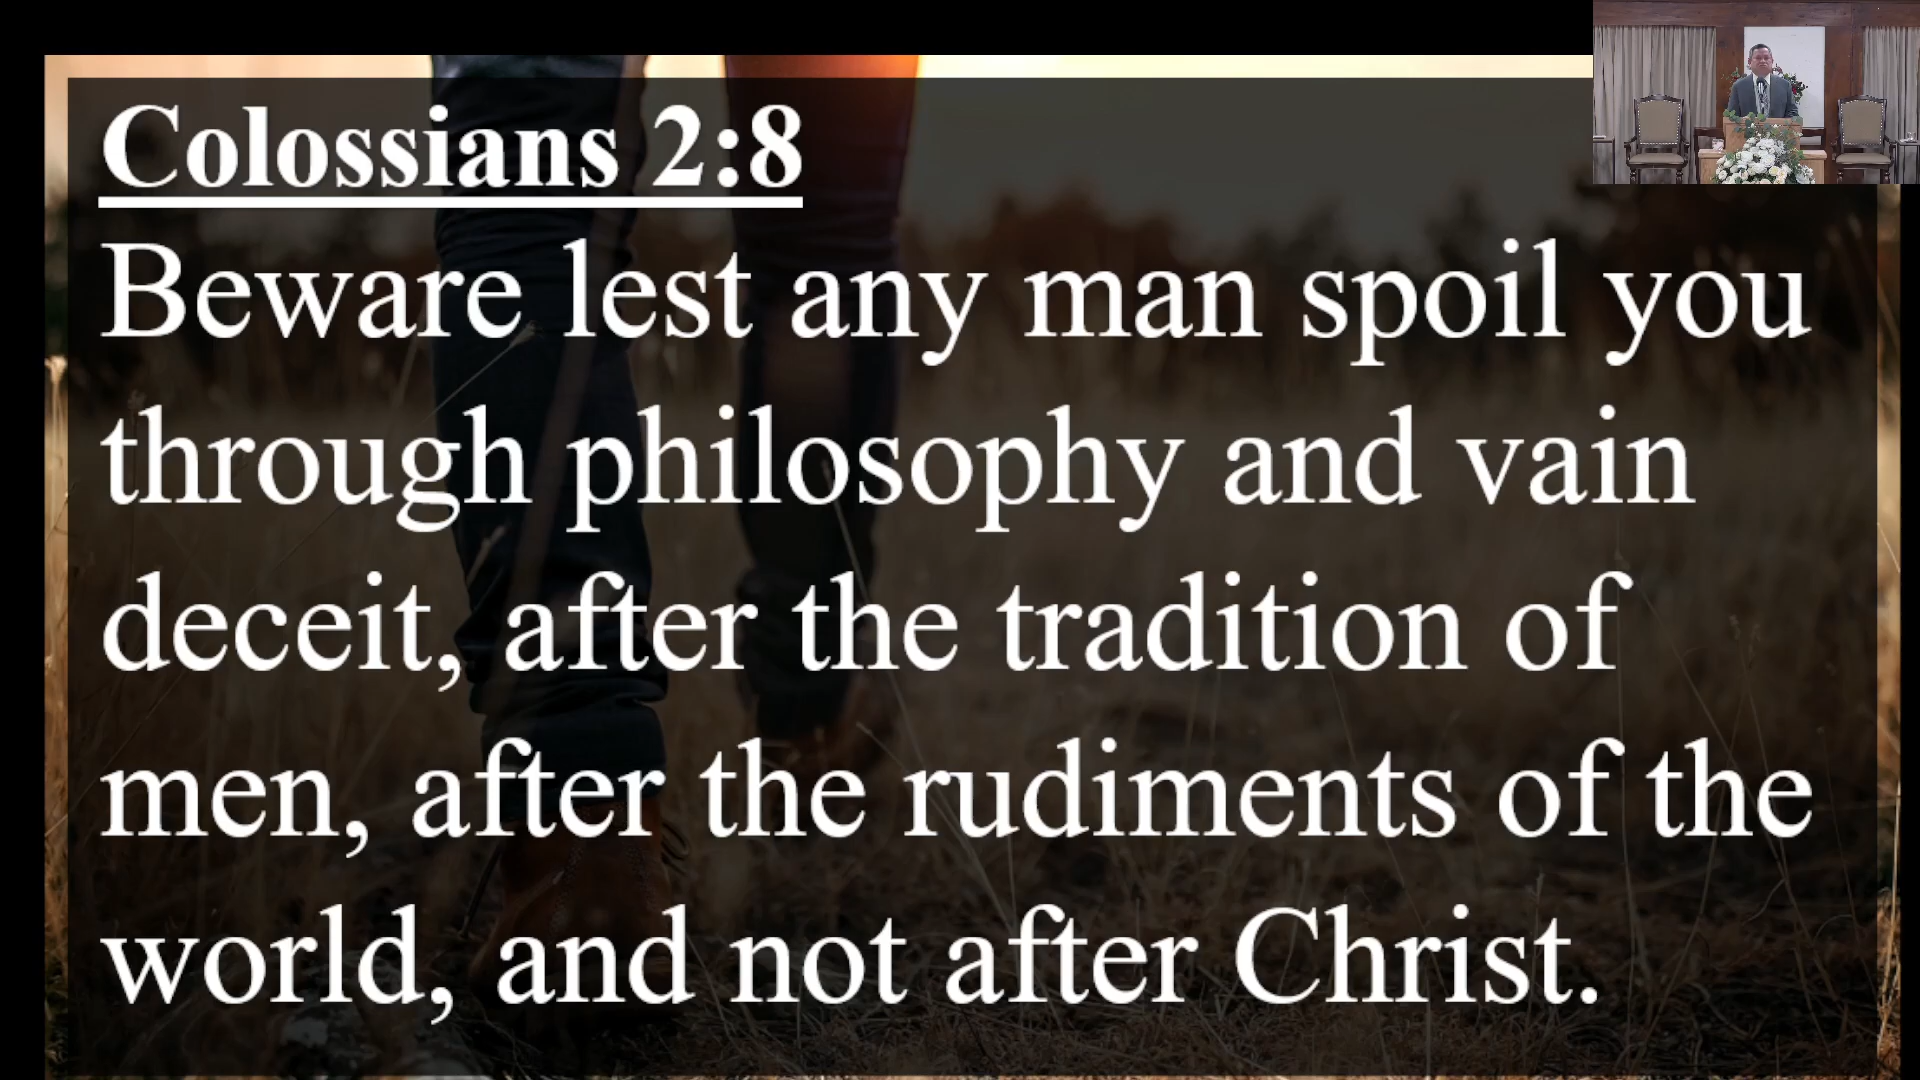 Colossians 2:8
Beware lest any man spoil you
through philosophy and vain
deceit, after the tradition of
men, after the rudiments of the
world, and not after Christ.